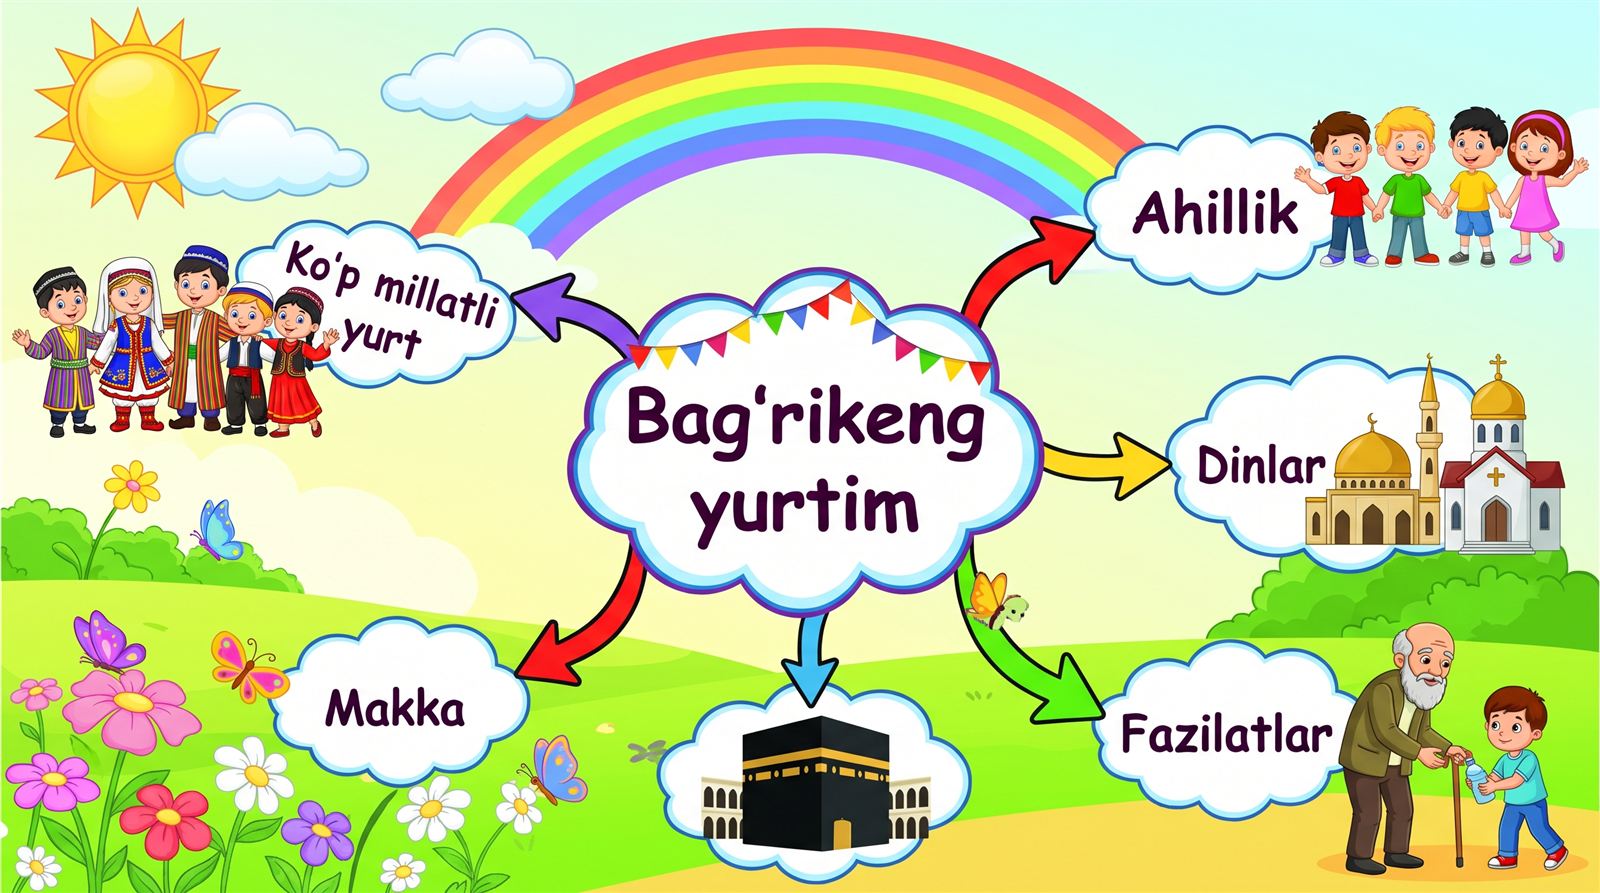 Ahillik
Ko'p millatli
yurt
Bag'rikeng
yurtim
Dinlar
Makka
Fazilatlar